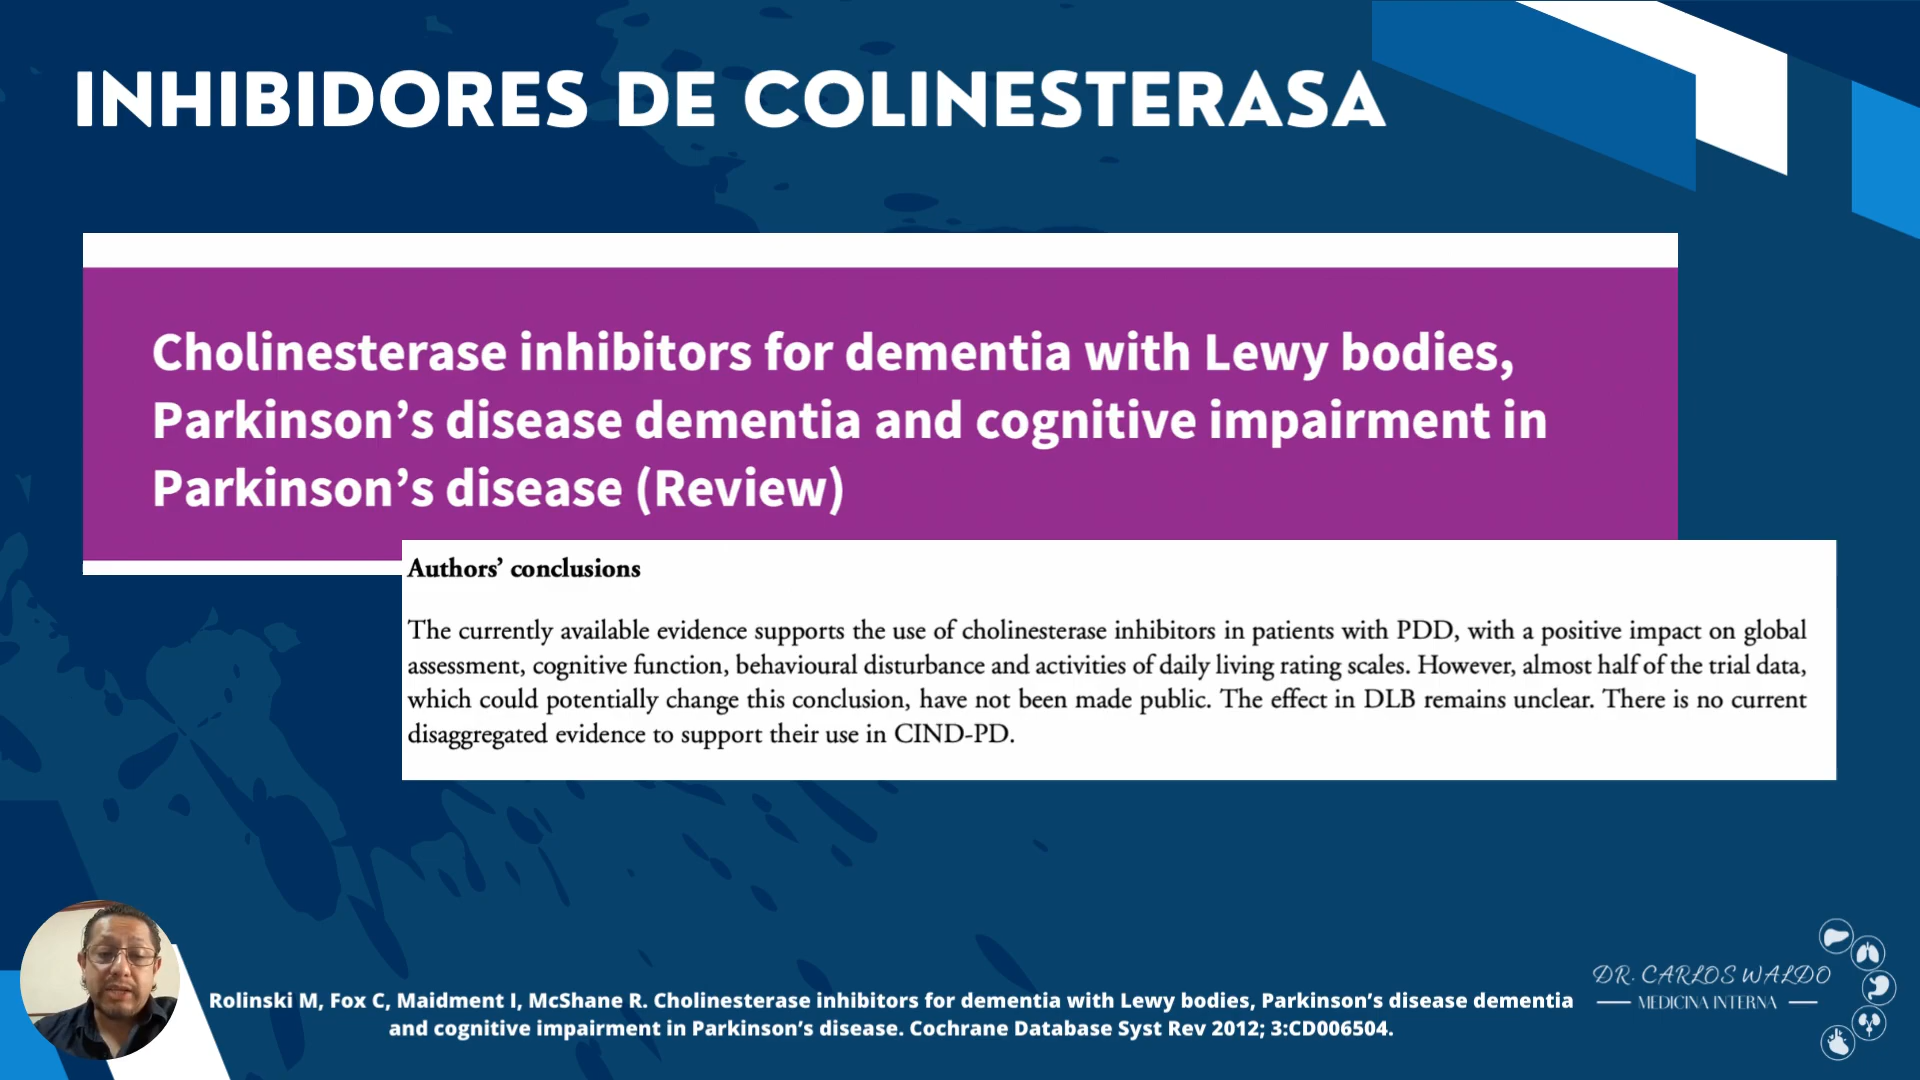 INHIBIDORES DE COLINESTERASA
Cholinesterase inhibitors for dementia with Lewy bodies,
Parkinson’s disease dementia and cognitive impairment in
Parkinson’s disease (Review)
Authors’ conclusions
The currently available evidence supports the use of cholinesterase inhibitors in patients with PDD, with a positive impact on global
assessment, cognitive function, behavioural disturbance and activities of daily living rating scales. However, almost half of the trial data,
which could potentially change this conclusion, have not been made public. The effect in DLB remains unclear. There is no current
disaggregated evidence to support their use in CIND-PD.
Rolinski M, Fox C, Maidment I, McShane R. Cholinesterase inhibitors for dementia with Lewy bodies, Parkinson’s disease dementia
and cognitive impairment in Parkinson’s disease. Cochrane Database Syst Rev 2012; 3:CD006504.
DR. CARLOS WALDO
MEDICINA INTERNA